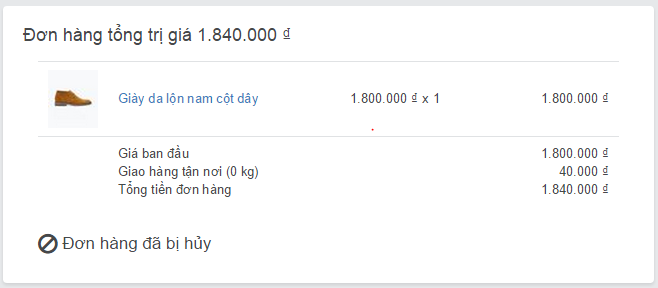 Đơn hàng tổng trị giá 1.840.000 ₫
Giày da lộn nam cột dây 1.800.000 ₫ x 1 1.800.000 ₫
Giá ban đầu 1.800.000 ₫
Giao hàng tận nơi (0 kg) 40.000 ₫
Tổng tiền đơn hàng 1.840.000 ₫
Đơn hàng đã bị hủy